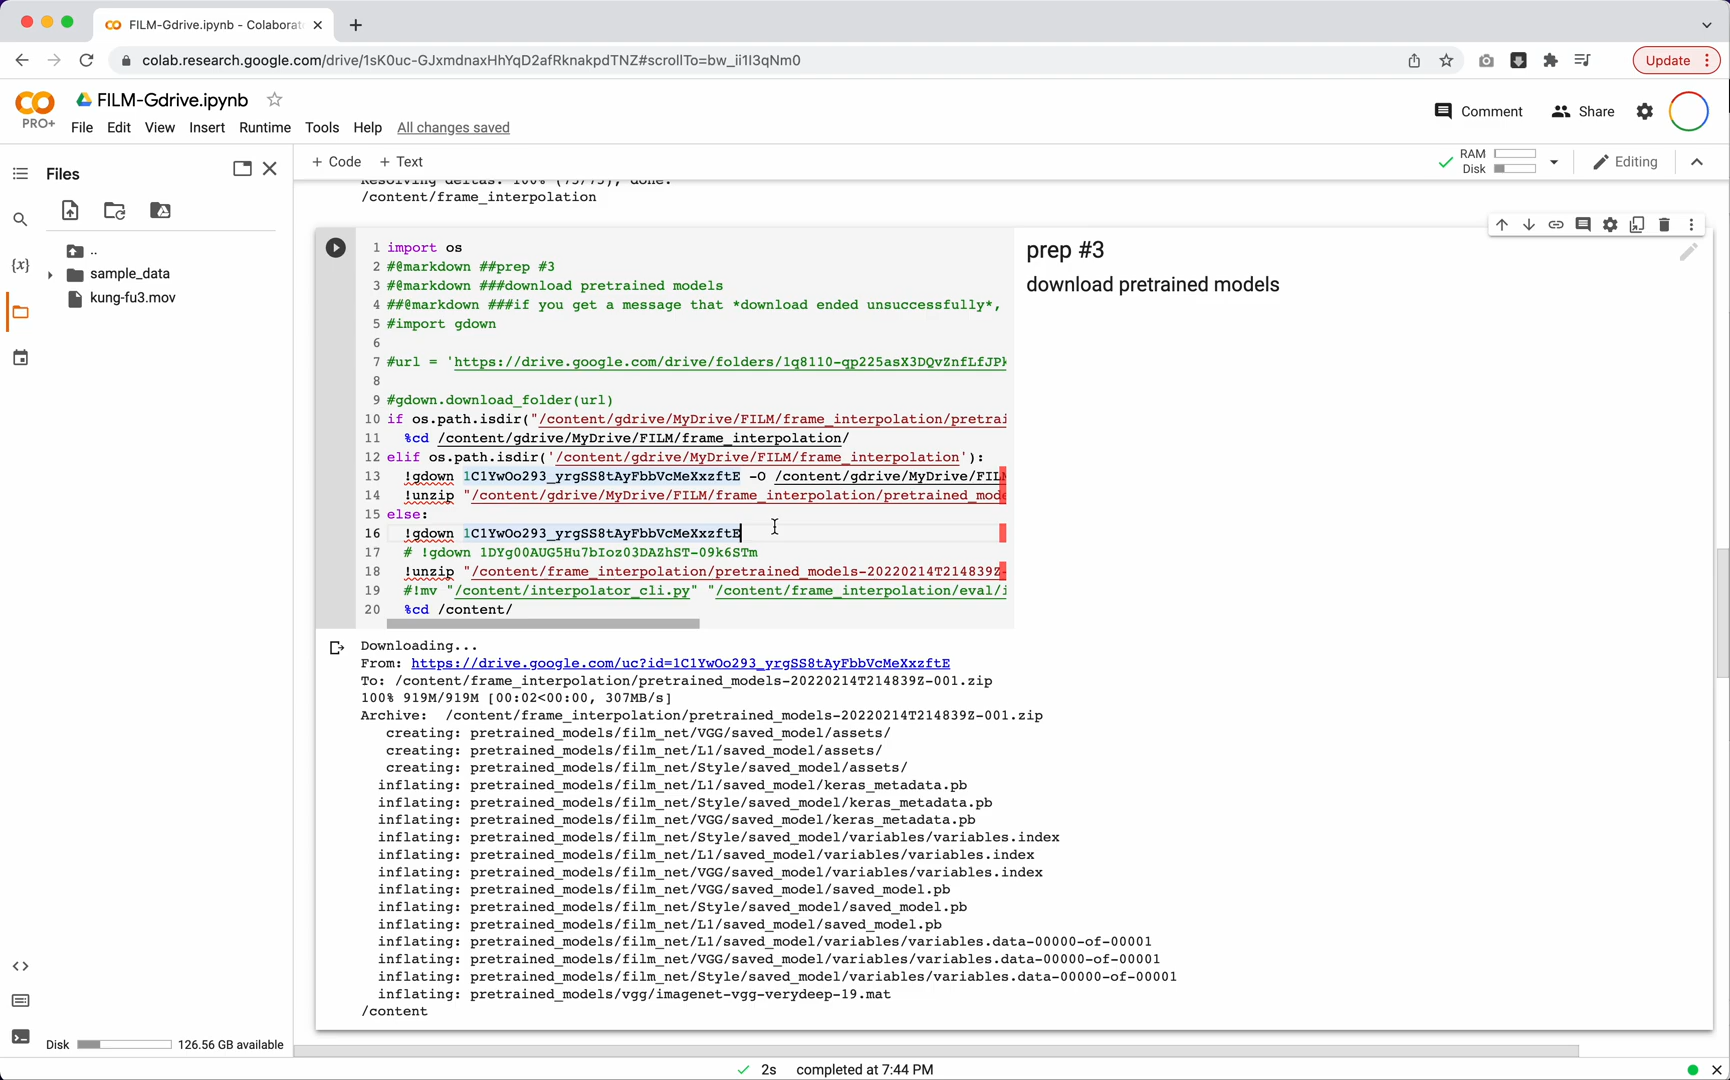 FILM-Gdrive.ipynb - Colaborat
colab.research.google.com/drive/1sK0uc-GJxmdnaxHhYqD2afRknakpdTNZ#scrollTo=bw_ii1I3qNm0
Update
PRO+
FILM-Gdrive.ipynb
File Edit View Insert Runtime Tools Help All changes saved
Comment
Share
Files
+ Code + Text
RAM
Disk
Editing
..
sample_data
kung-fu3.mov
{x}
Resolving deltas: 100% (73/73), done.
/content/frame_interpolation
1 import os
2 #@markdown ##prep #3
3 #@markdown ###download pretrained models
4 ##@markdown ###if you get a message that *download ended unsuccessfully*,
5 #import gdown
6
7 #url = 'https://drive.google.com/drive/folders/1q8110-qp225asX3DQvZnfLfJPk
8
9 #gdown.download_folder(url)
10 if os.path.isdir("/content/gdrive/MyDrive/FILM/frame_interpolation/pretrai
11 %cd /content/gdrive/MyDrive/FILM/frame_interpolation/
12 elif os.path.isdir('/content/gdrive/MyDrive/FILM/frame_interpolation'):
13 !gdown 1C1YwOo293_yrgSS8tAyFbbVcMeXxzftE -O /content/gdrive/MyDrive/FILM
14 !unzip "/content/gdrive/MyDrive/FILM/frame_interpolation/pretrained_mode
15 else:
16 !gdown 1C1YwOo293_yrgSS8tAyFbbVcMeXxzftE
17 # !gdown 1DYg00AUG5Hu7bIoz03DAZhST-09k6STm
18 !unzip "/content/frame_interpolation/pretrained_models-20220214T214839Z-
19 #!mv "/content/interpolator_cli.py" "/content/frame_interpolation/eval/i
20 %cd /content/
prep #3
download pretrained models
Downloading...
From: https://drive.google.com/uc?id=1C1YwOo293_yrgSS8tAyFbbVcMeXxzftE
To: /content/frame_interpolation/pretrained_models-20220214T214839Z-001.zip
100% 919M/919M [00:02<00:00, 307MB/s]
Archive: /content/frame_interpolation/pretrained_models-20220214T214839Z-001.zip
creating: pretrained_models/film_net/VGG/saved_model/assets/
creating: pretrained_models/film_net/L1/saved_model/assets/
creating: pretrained_models/film_net/Style/saved_model/assets/
inflating: pretrained_models/film_net/L1/saved_model/keras_metadata.pb
inflating: pretrained_models/film_net/Style/saved_model/keras_metadata.pb
inflating: pretrained_models/film_net/VGG/saved_model/keras_metadata.pb
inflating: pretrained_models/film_net/Style/saved_model/variables/variables.index
inflating: pretrained_models/film_net/L1/saved_model/variables/variables.index
inflating: pretrained_models/film_net/VGG/saved_model/variables/variables.index
inflating: pretrained_models/film_net/VGG/saved_model/saved_model.pb
inflating: pretrained_models/film_net/Style/saved_model/saved_model.pb
inflating: pretrained_models/film_net/L1/saved_model/saved_model.pb
inflating: pretrained_models/film_net/L1/saved_model/variables/variables.data-00000-of-00001
inflating: pretrained_models/film_net/VGG/saved_model/variables/variables.data-00000-of-00001
inflating: pretrained_models/film_net/Style/saved_model/variables/variables.data-00000-of-00001
inflating: pretrained_models/vgg/imagenet-vgg-verydeep-19.mat
/content
Disk 126.56 GB available
2s completed at 7:44 PM